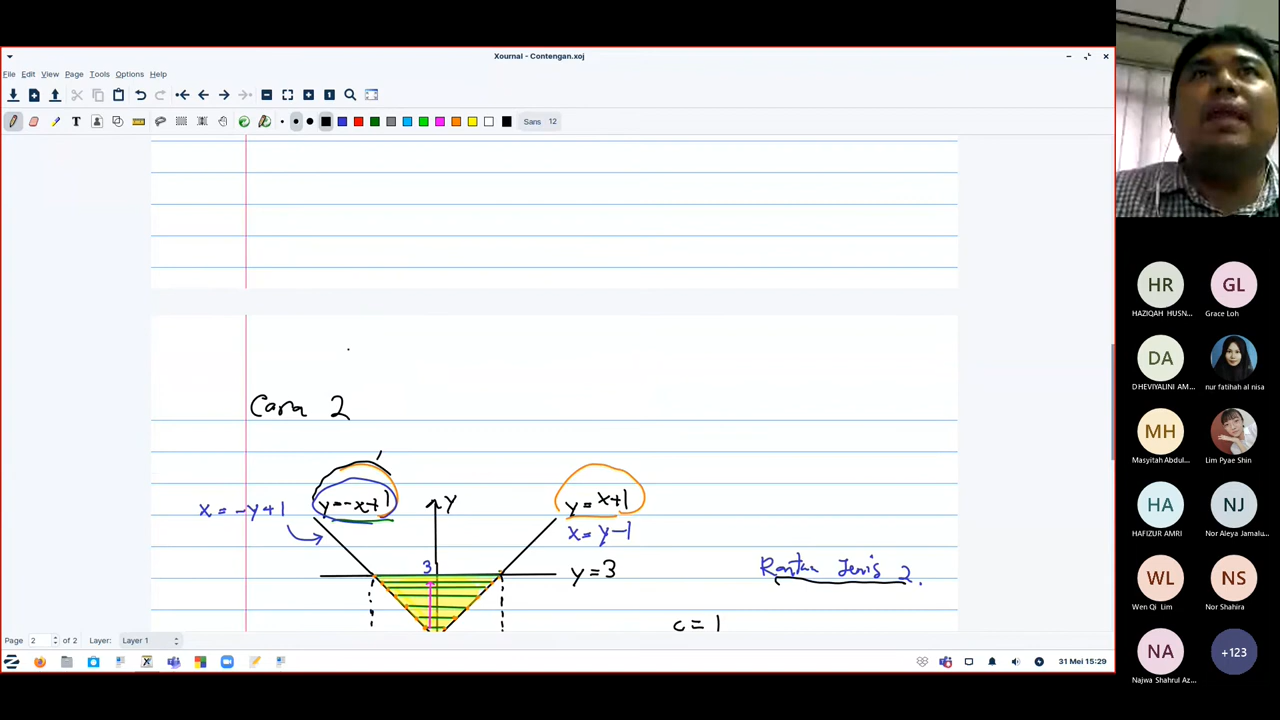 Xournal - Contengan.xoj
File Edit View Page Tools Options Help
Sans 12
Cara 2
x = -y+1
y=-x+1
y
y= x+1
x= y-1
3
y=3
Rantau Jenis 2.
c= 1
Page 2 of 2 Layer: Layer 1
31 Mei 15:29
HR
HAZIQAH HUSN...
GL
Grace Loh
DA
DHEVIYALINI AM...
nur fatihah al nisa
MH
Masyitah Abdul...
Lim Pyae Shin
HA
HAFIZUR AMRI
NJ
Nor Aleya Jamalu...
WL
Wen Qi Lim
NS
Nor Shahira
NA
Najwa Shahrul Az...
+123